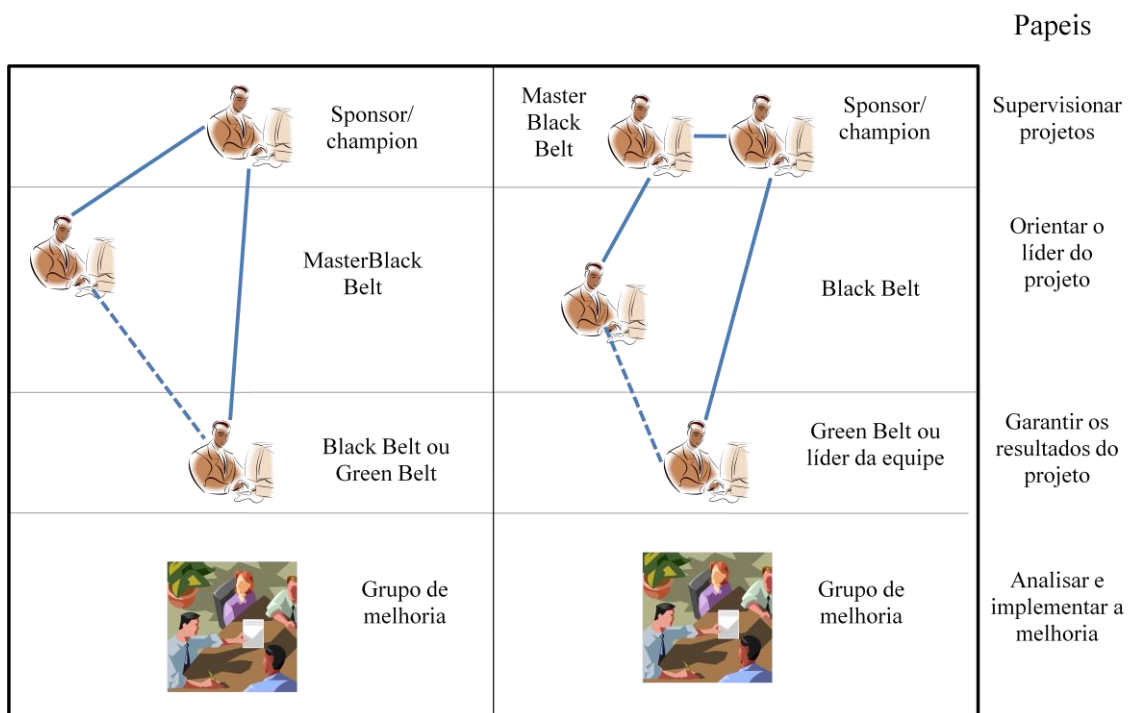 Papeis
Sponsor/
champion
Master
Black
Belt
Sponsor/
champion
Supervisionar
projetos
MasterBlack
Belt
Black Belt
Orientar o
líder do
projeto
Black Belt ou
Green Belt
Green Belt ou
líder da equipe
Garantir os
resultados do
projeto
Grupo de
melhoria
Grupo de
melhoria
Analisar e
implementar a
melhoria